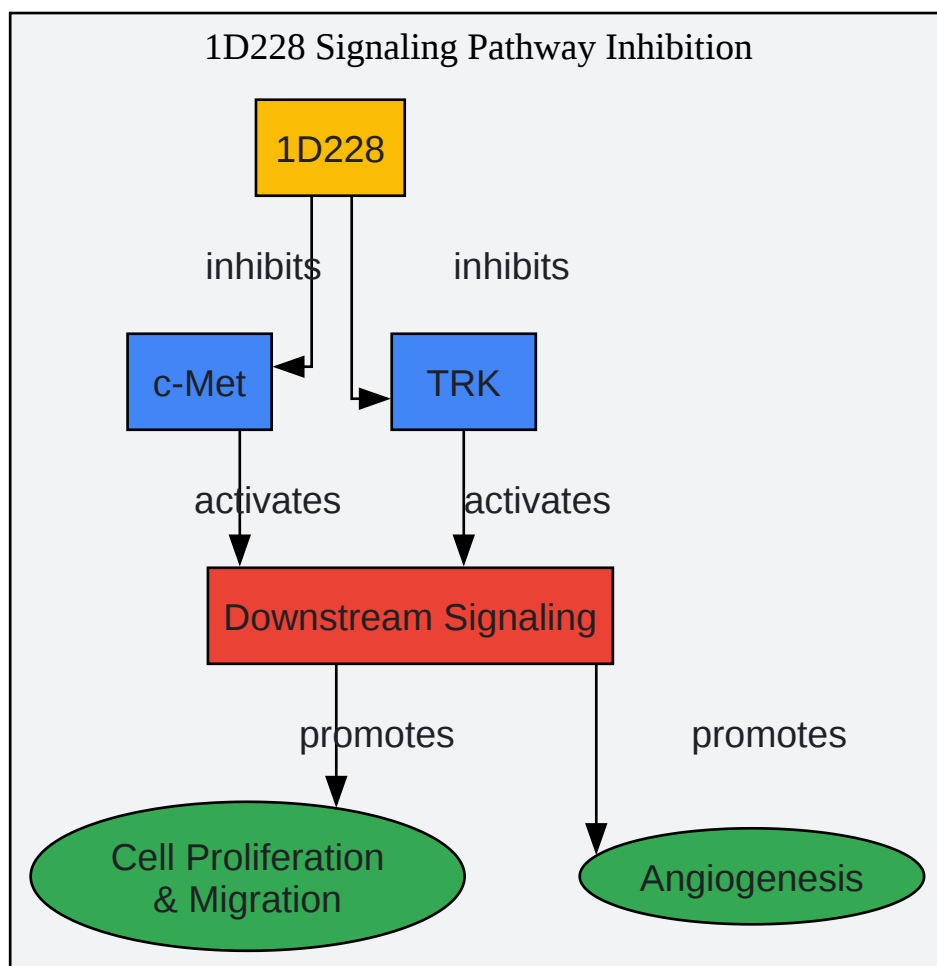 1D228 Signaling Pathway Inhibition
1D228
inhibits
inhibits
c-Met
TRK
activates
activates
Downstream Signaling
promotes
promotes
Cell Proliferation
& Migration
Angiogenesis